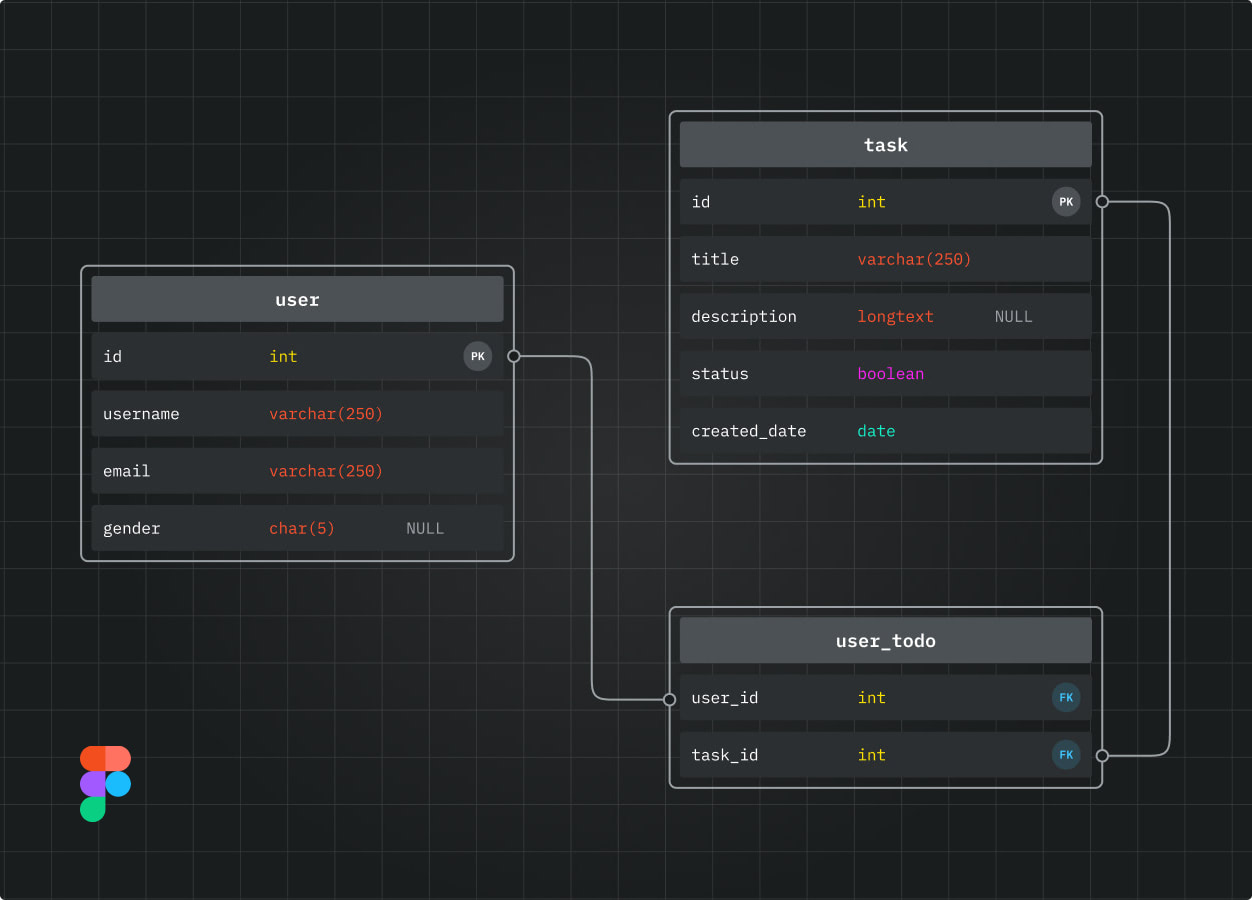 user
id int PK
username varchar(250)
email varchar(250)
gender char(5) NULL
task
id int PK
title varchar(250)
description longtext NULL
status boolean
created_date date
user_todo
user_id int FK
task_id int FK